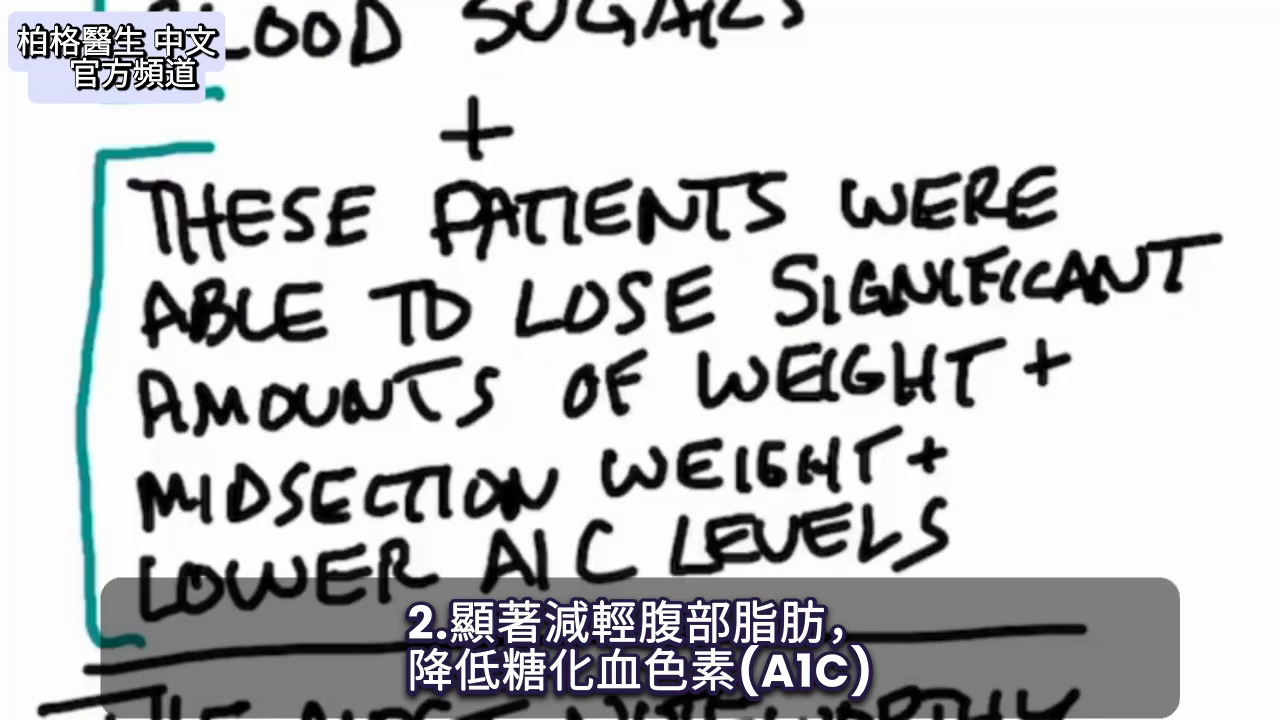 柏格醫生 中文
官方頻道
BLOOD SUGARS
+
THESE PATIENTS WERE
ABLE TO LOSE SIGNIFICANT
AMOUNTS OF WEIGHT +
MIDSECTION WEIGHT +
LOWER A1C LEVELS
2.顯著減輕腹部脂肪，
降低糖化血色素(A1C)